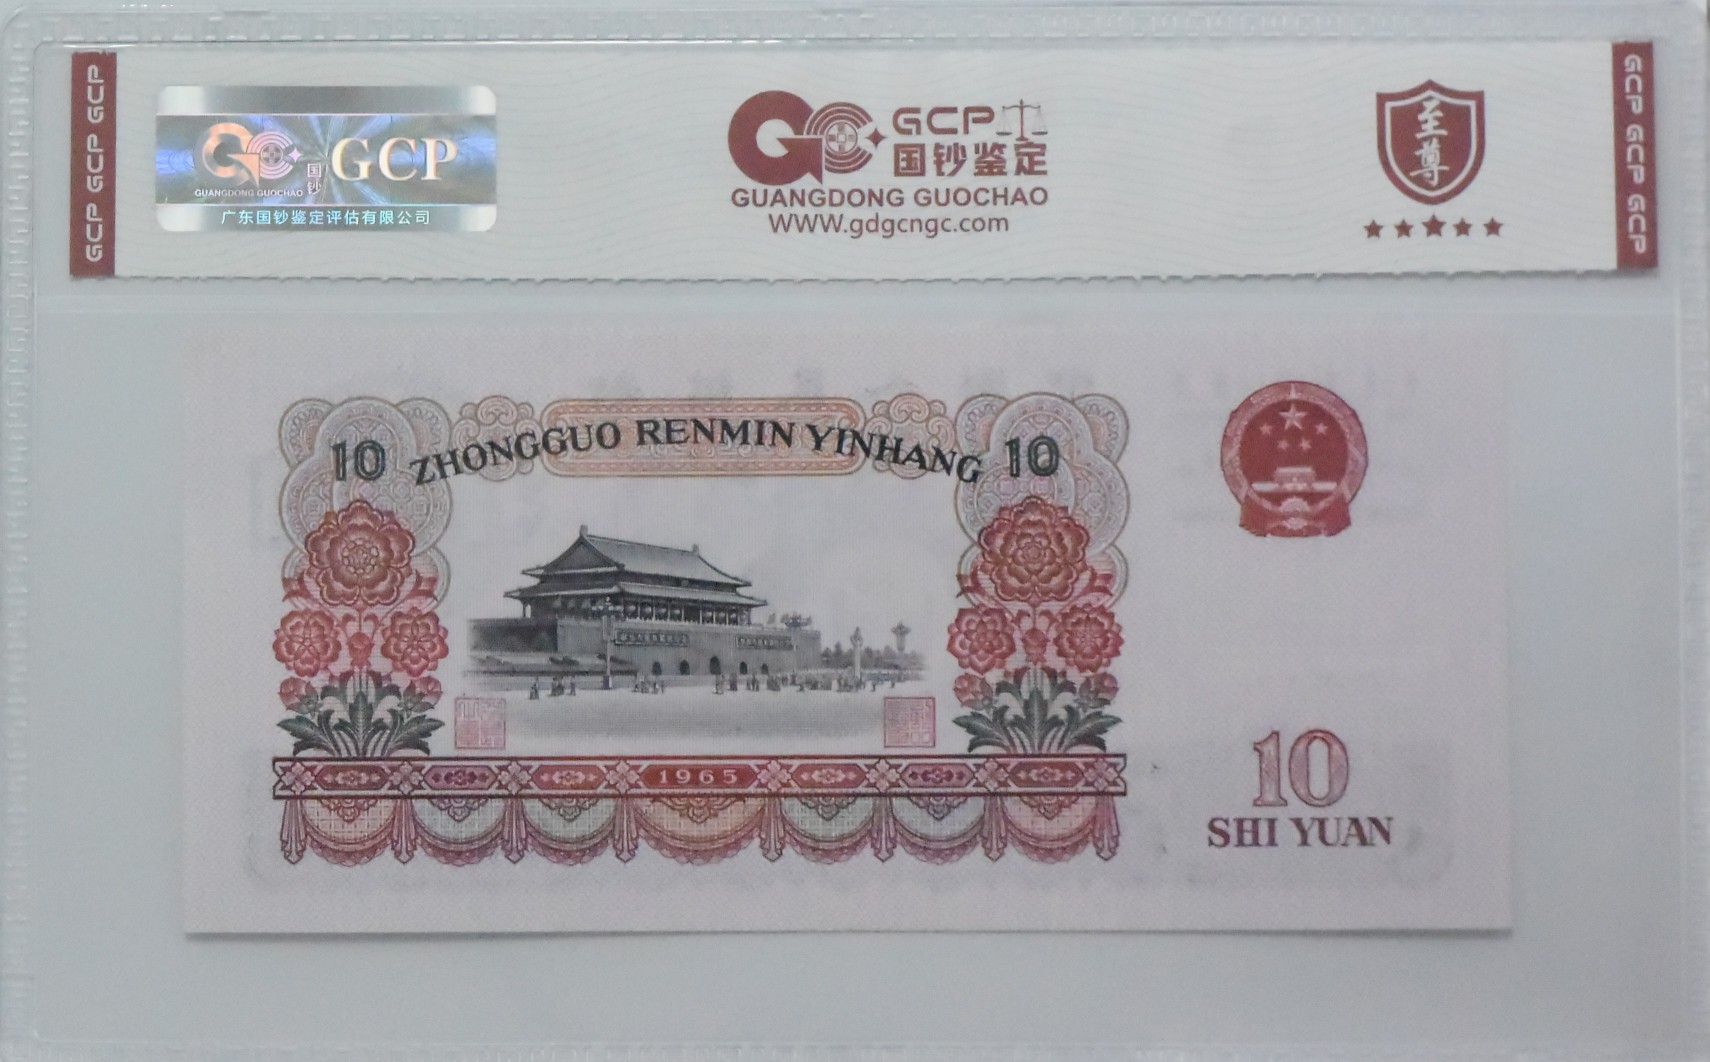 GCP GCP GCP
GCP
国钞
GUANGDONG GUOCHAO
广东国钞鉴定评估有限公司
GCP
国钞鉴定
GUANGDONG GUOCHAO
WWW.gdgcngc.com
至尊
GCP GCP GCP
10 ZHONGGUO RENMIN YINHANG 10
1965
10
SHI YUAN